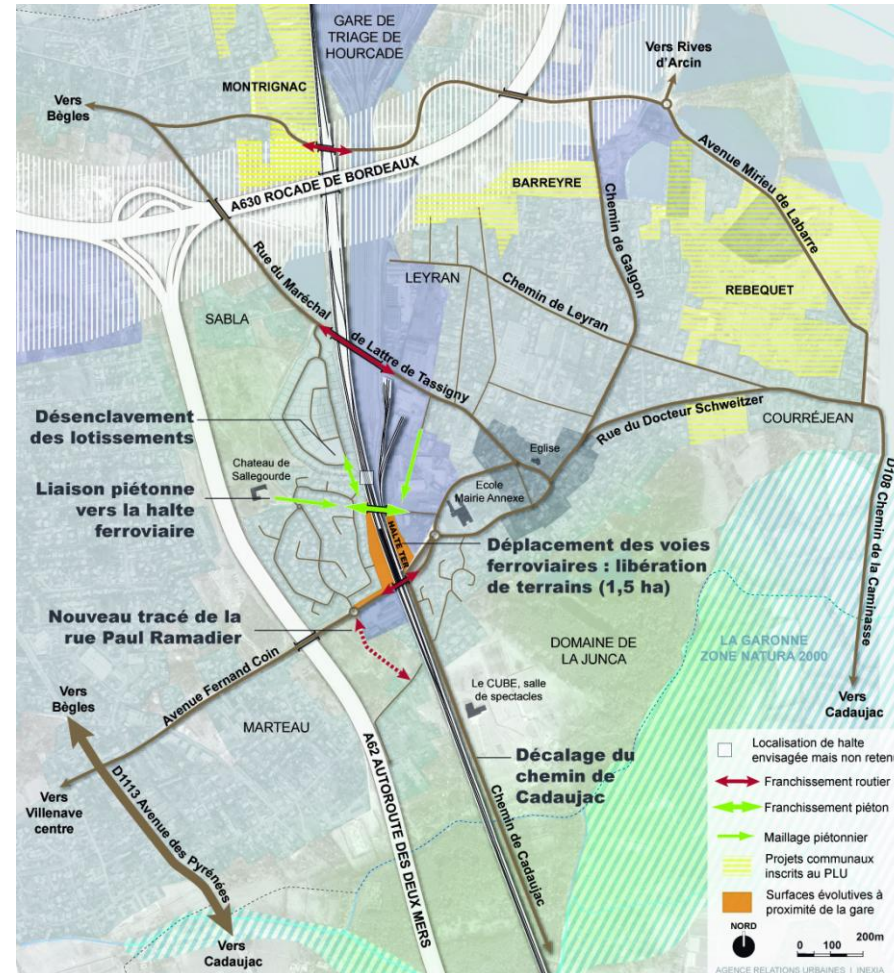 GARE DE
TRIAGE DE
HOURCADE
Vers Rives
d'Arcin
MONTRIGNAC
Vers
Bègles
A630 ROCADE DE BORDEAUX
BARREYRE
Avenue Mirieu de Labarre
Chemin de Galgon
Rue du Maréchal
de Lattre de Tassigny
LEYRAN
Chemin de Leyran
REBEQUET
SABLA
Rue du Docteur Schweitzer
COURRÉJEAN
Désenclavement
des lotissements
Eglise
Chateau de
Sallegourde
Ecole
Mairie Annexe
D108 Chemin de la Caminasse
Liaison piétonne
vers la halte
ferroviaire
HALTE TER
Déplacement des voies
ferroviaires : libération
de terrains (1,5 ha)
Nouveau tracé de la
rue Paul Ramadier
DOMAINE DE
LA JUNCA
LA GARONNE
ZONE NATURA 2000
Le CUBE, salle
de spectacles
Vers
Cadaujac
Vers
Bègles
Avenue Fernand Coin
MARTEAU
A62 AUTOROUTE DES DEUX MERS
Décalage du
chemin de
Cadaujac
Chemin de Cadaujac
Vers
Villenave
centre
D1113 Avenue des Pyrénées
Vers
Cadaujac
Localisation de halte
envisagée mais non retenu
Franchissement routier
Franchissement piéton
Maillage piétonnier
Projets communaux
inscrits au PLU
Surfaces évolutives à
proximité de la gare
NORD
0 100 200m
AGENCE RELATIONS URBAINES I INEXIA